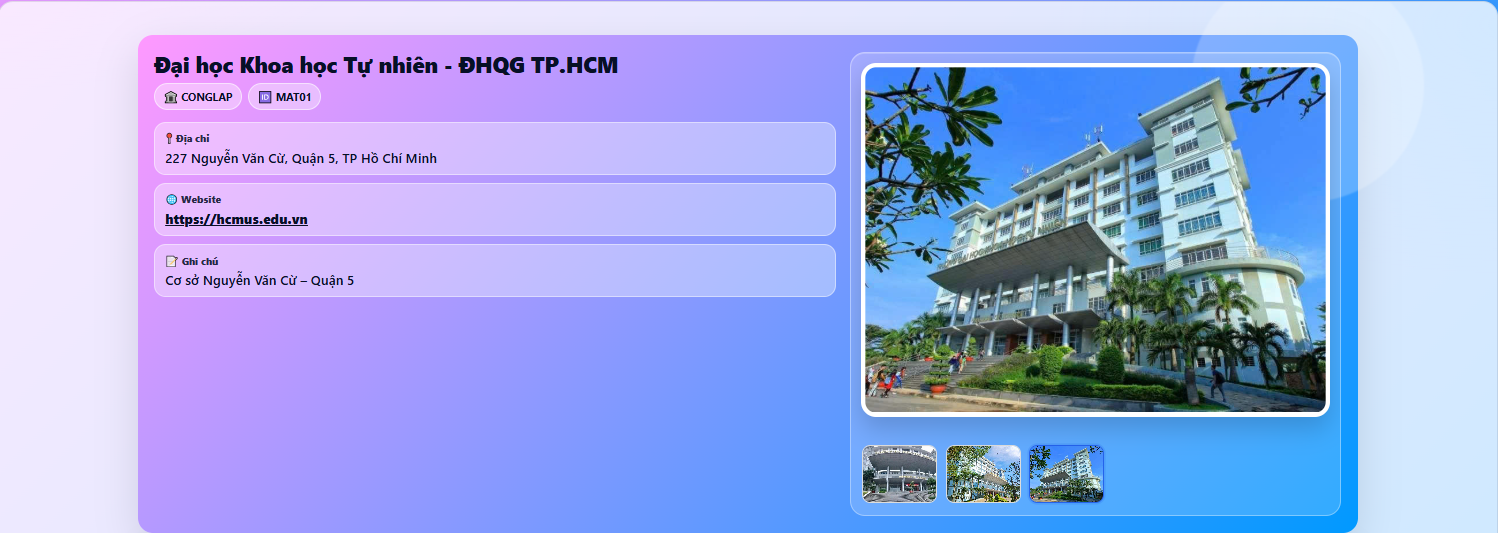 Đại học Khoa học Tự nhiên - ĐHQG TP.HCM
CONGLAP
ID MAT01
Địa chỉ
227 Nguyễn Văn Cừ, Quận 5, TP Hồ Chí Minh
Website
https://hcmus.edu.vn
Ghi chú
Cơ sở Nguyễn Văn Cừ – Quận 5